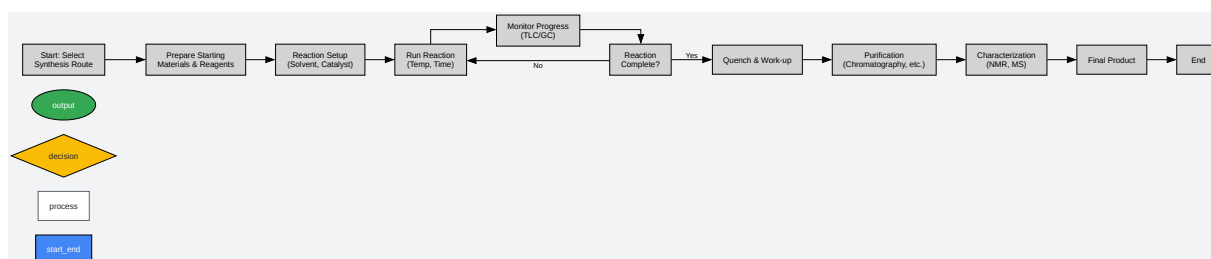 Start: Select
Synthesis Route
Prepare Starting
Materials & Reagents
Reaction Setup
(Solvent, Catalyst)
Run Reaction
(Temp, Time)
Monitor Progress
(TLC/GC)
Reaction
Complete?
No
Yes
Quench & Work-up
Purification
(Chromatography, etc.)
Characterization
(NMR, MS)
Final Product
End
output
decision
process
start_end